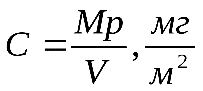 C = Mp / V, мг / м²